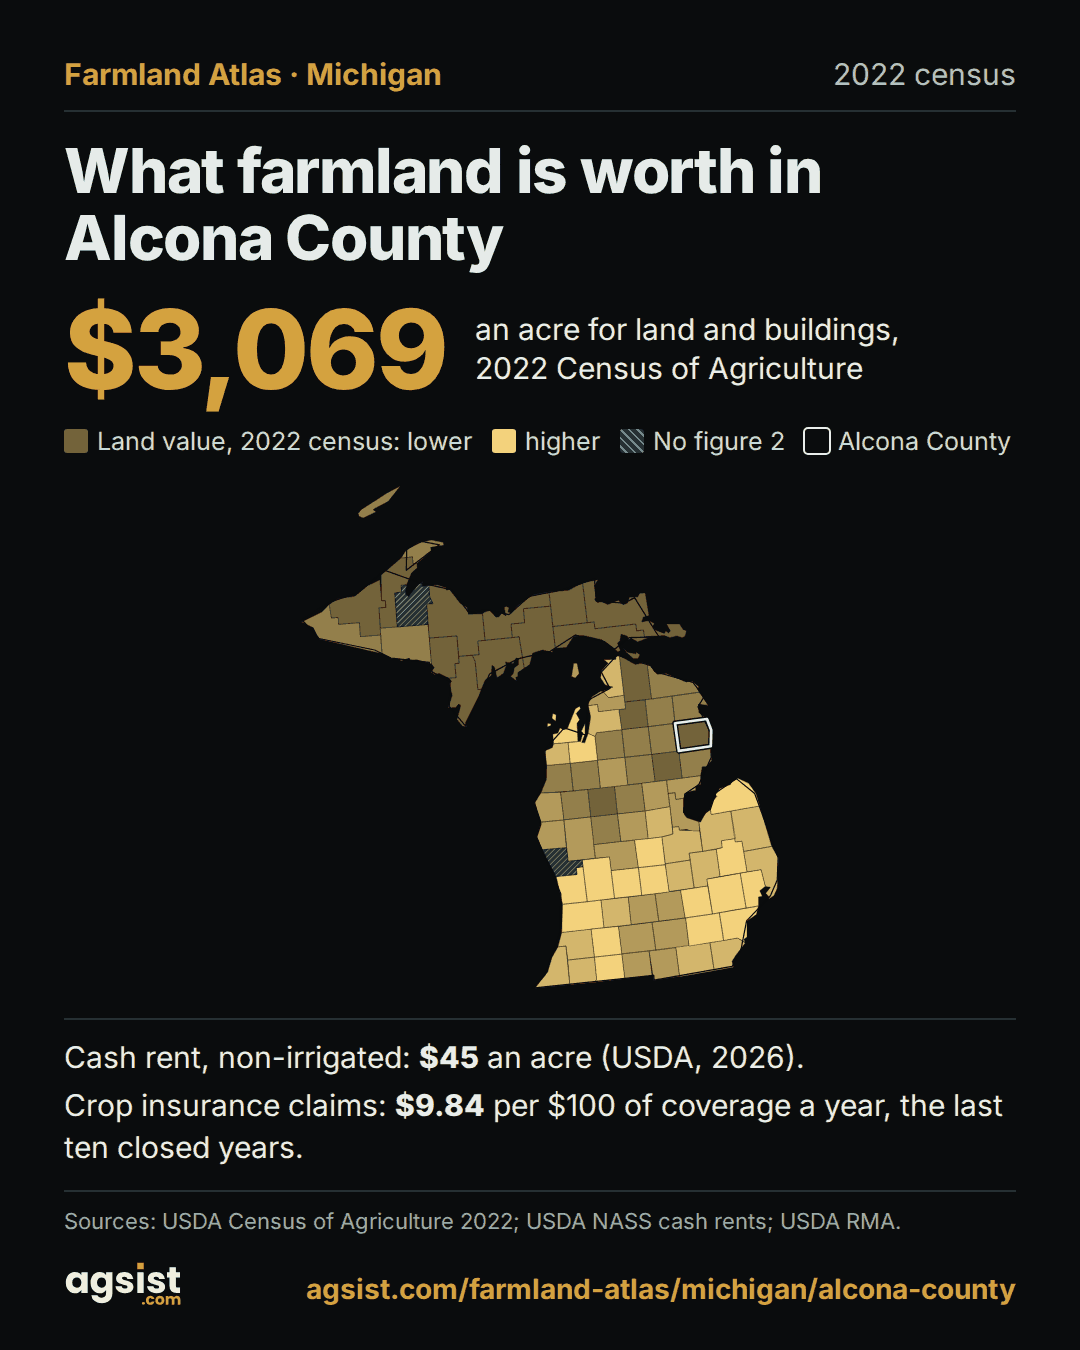 Farmland Atlas · Michigan
2022 census
What farmland is worth in
Alcona County
$3,069
an acre for land and buildings,
2022 Census of Agriculture
Land value, 2022 census: lower higher No figure 2 Alcona County
Cash rent, non-irrigated: $45 an acre (USDA, 2026).
Crop insurance claims: $9.84 per $100 of coverage a year, the last
ten closed years.
Sources: USDA Census of Agriculture 2022; USDA NASS cash rents; USDA RMA.
agsist
.com
agsist.com/farmland-atlas/michigan/alcona-county